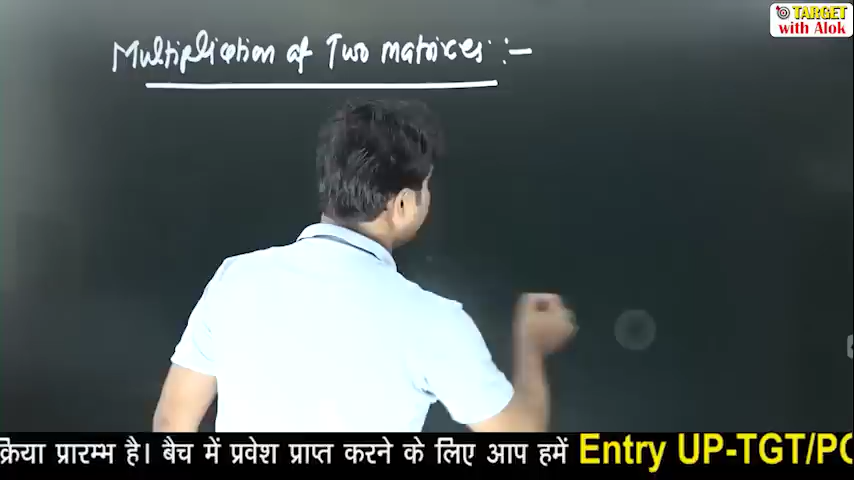 TARGET
with Alok
Multiplication of Two matrices :-
क्रिया प्रारम्भ है। बैच में प्रवेश प्राप्त करने के लिए आप हमें Entry UP-TGT/PG